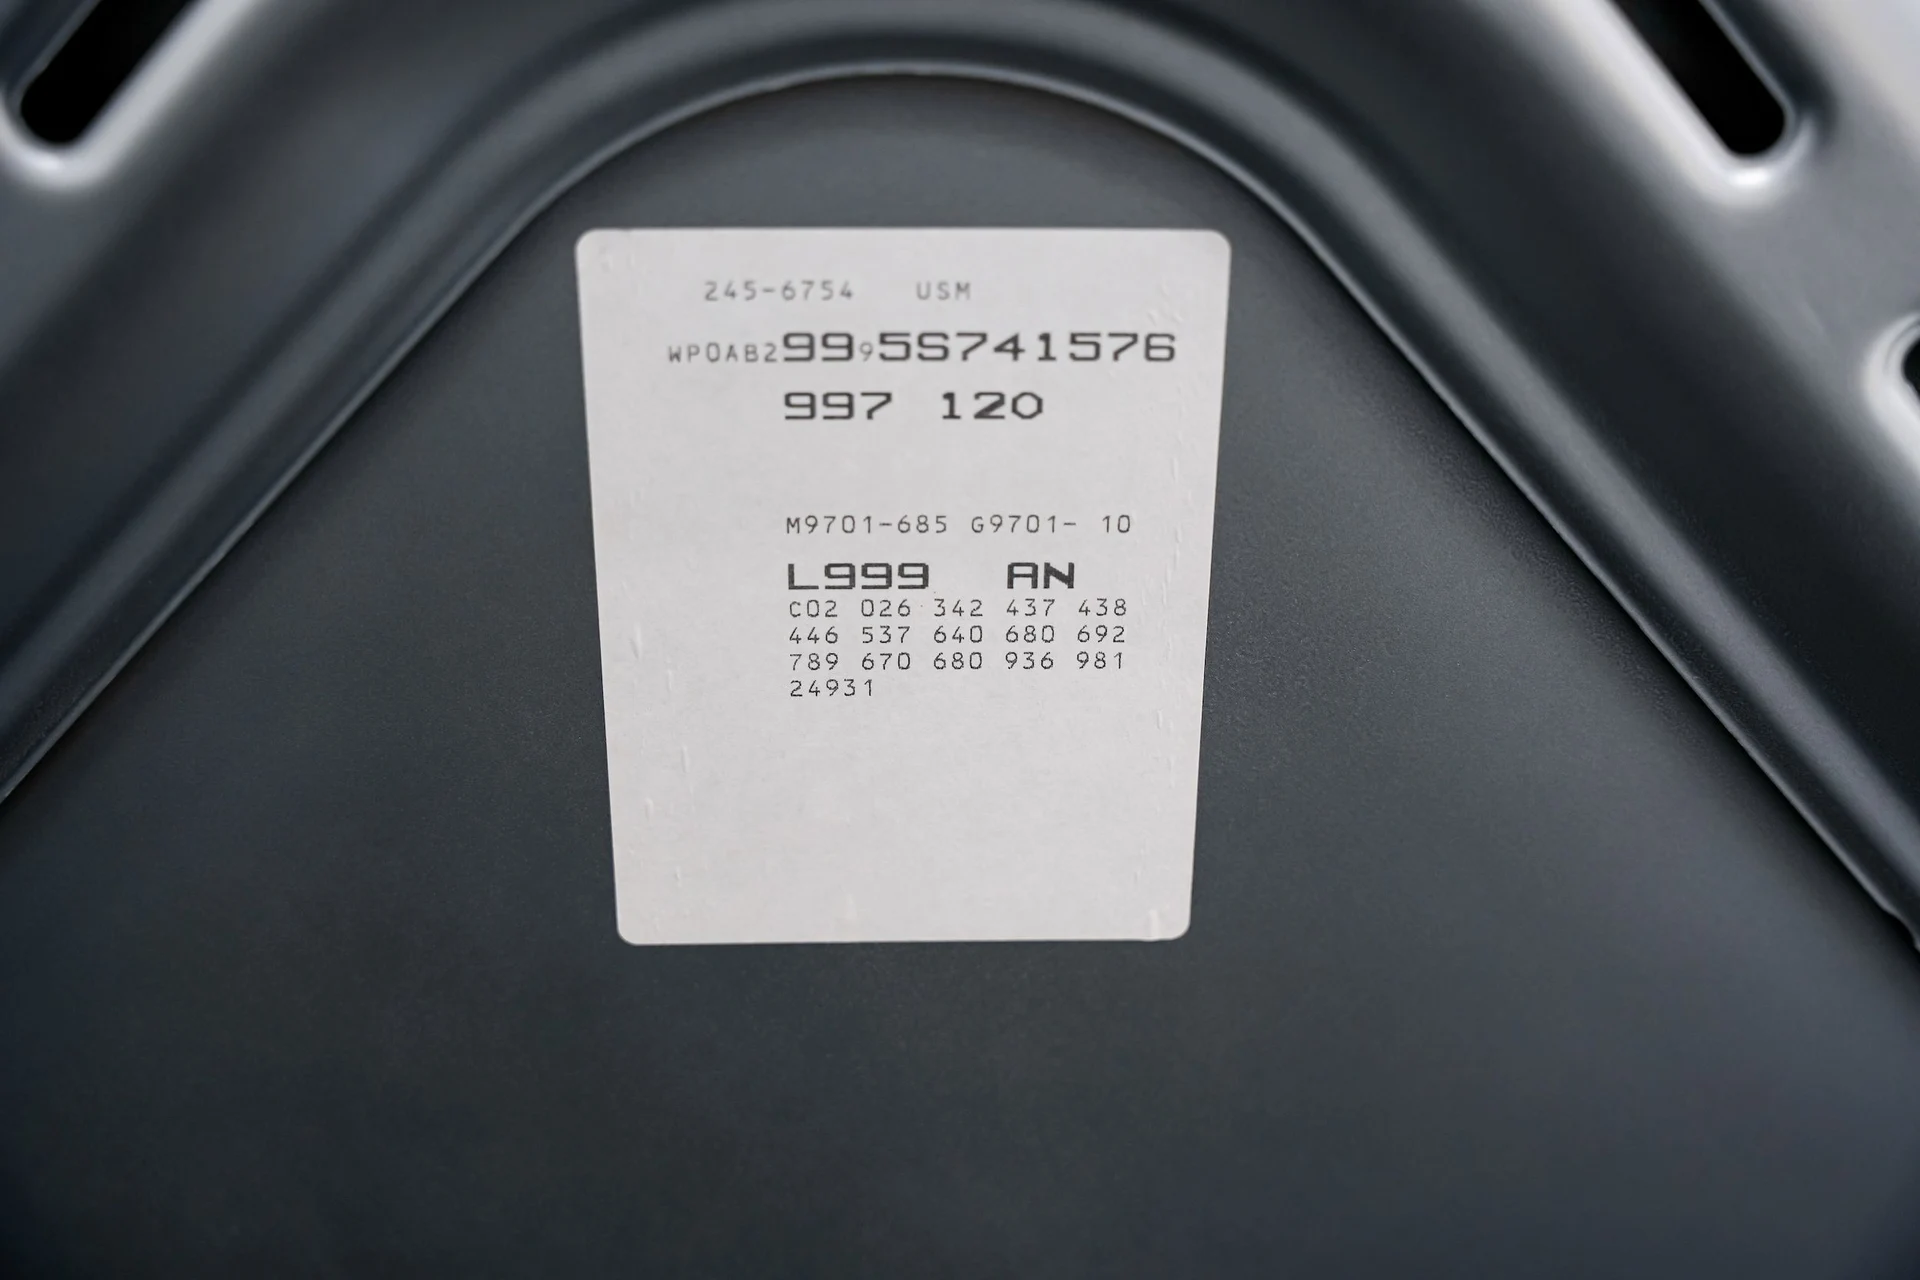 245-6754 USM
WP0AB29995S741576
997 120
M9701-685 G9701- 10
L999 AN
C02 026 342 437 438
446 537 640 680 692
789 670 680 936 981
24931